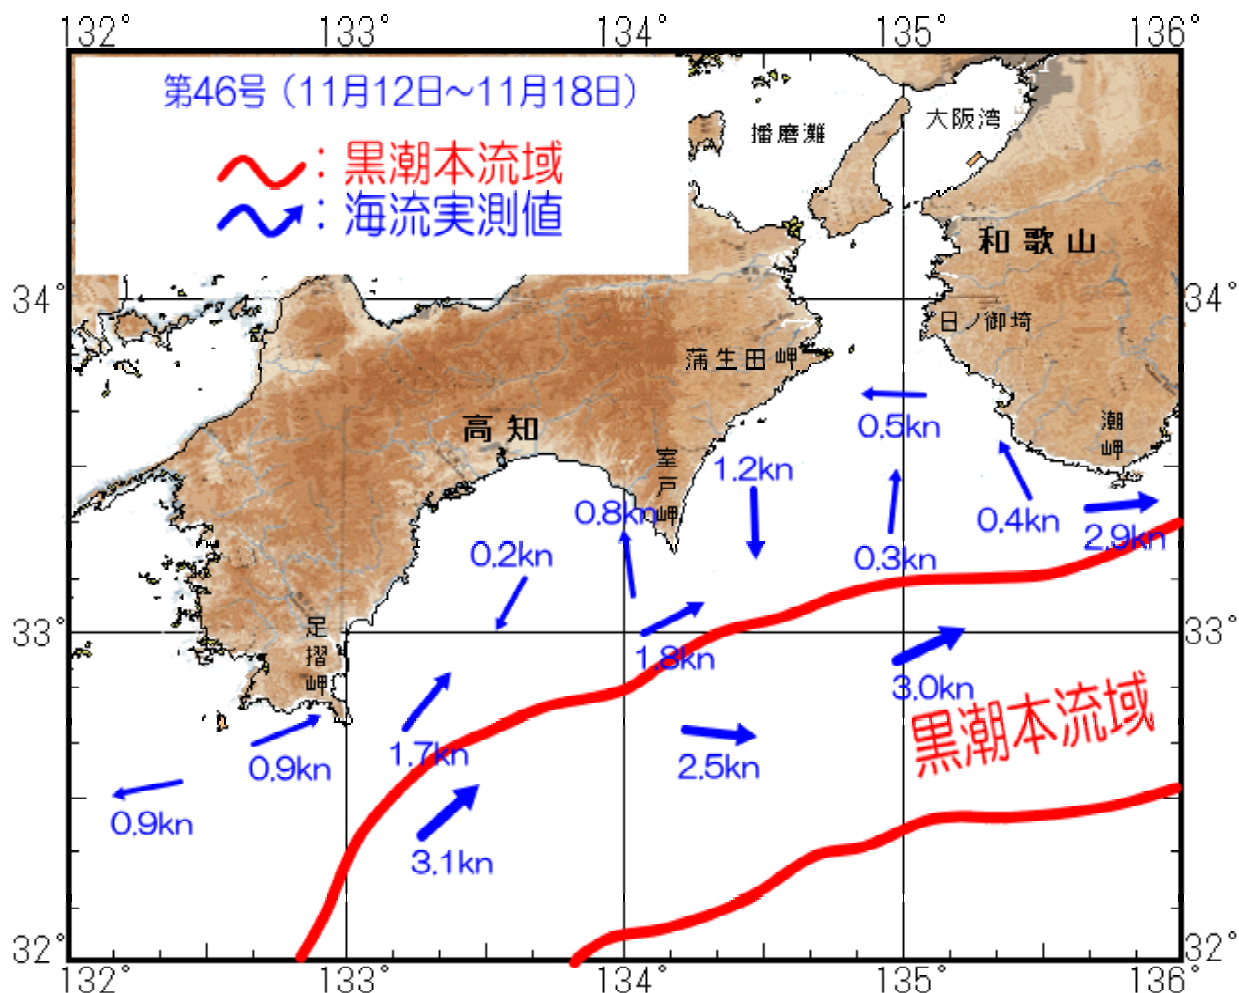 132° 133° 134° 135° 136°
第46号（11月12日～11月18日）
：黒潮本流域
：海流実測値
播磨灘
大阪湾
和歌山
34°
34°
日ノ御埼
蒲生田岬
高知
室戸岬
潮岬
0.5kn
1.2kn
0.8kn
0.4kn
2.9kn
0.2kn
0.3kn
33°
33°
足摺岬
1.8kn
3.0kn
黒潮本流域
1.7kn
0.9kn
2.5kn
0.9kn
3.1kn
32°
32°
132° 133° 134° 135° 136°